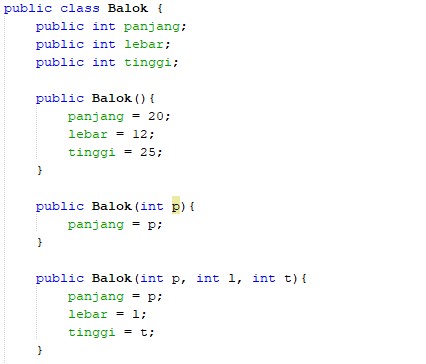 public class Balok {
    public int panjang;
    public int lebar;
    public int tinggi;

    public Balok(){
        panjang = 20;
        lebar = 12;
        tinggi = 25;
    }

    public Balok(int p){
        panjang = p;
    }

    public Balok(int p, int l, int t){
        panjang = p;
        lebar = l;
        tinggi = t;
    }